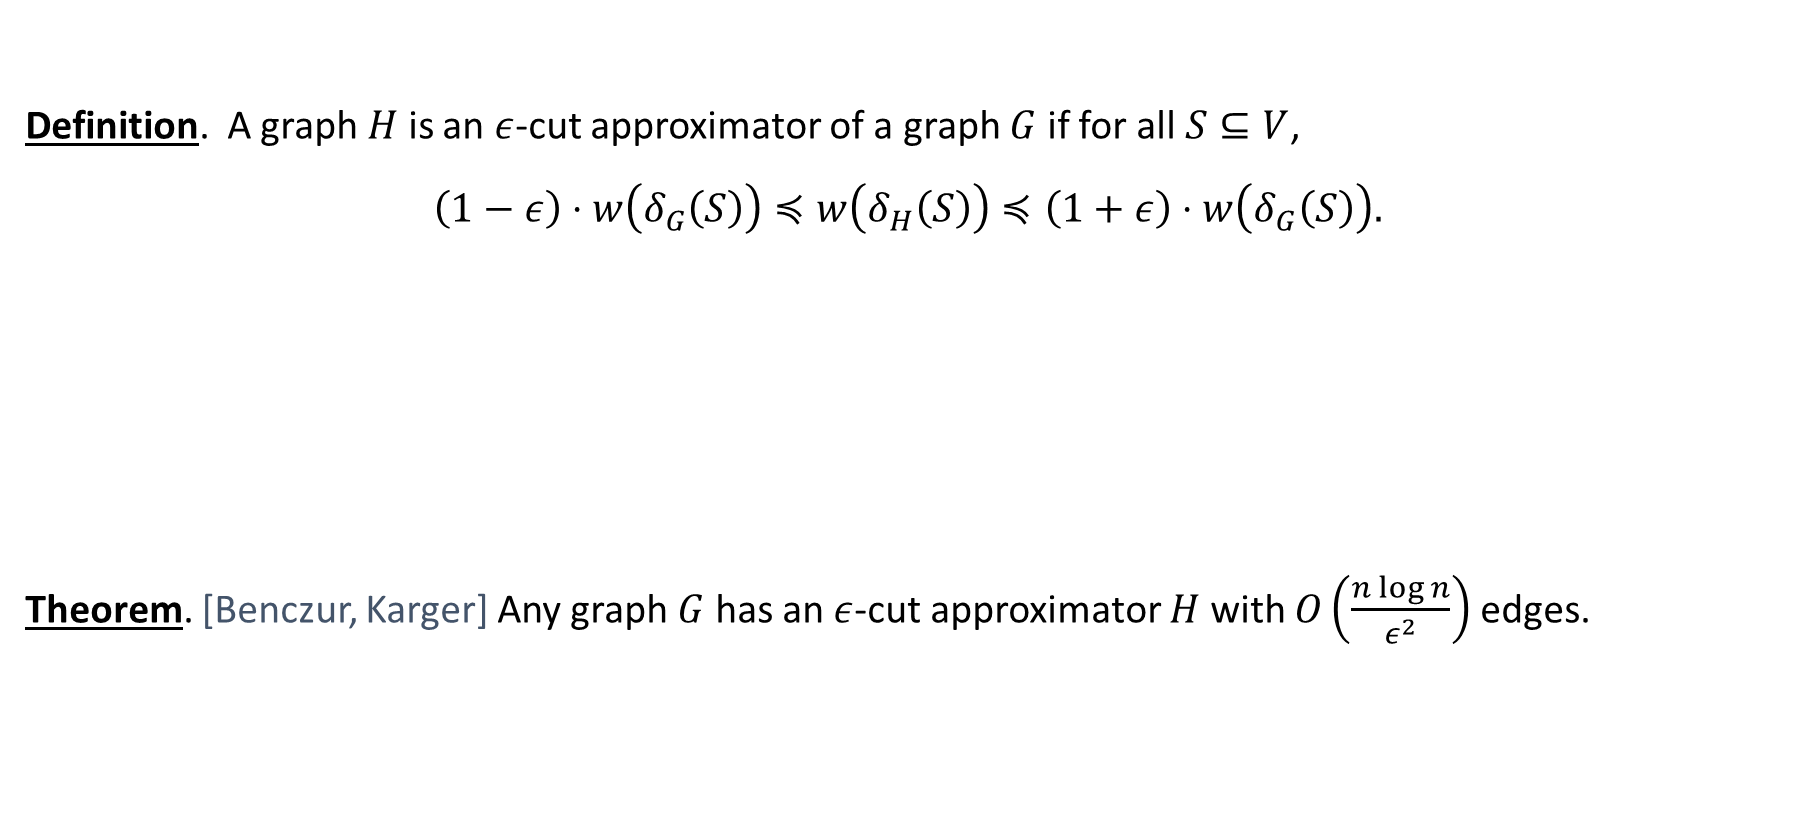 Definition. A graph H is an ϵ-cut approximator of a graph G if for all S ⊆ V,
(1 − ϵ) · w(δ_G(S)) ≼ w(δ_H(S)) ≼ (1 + ϵ) · w(δ_G(S)).
Theorem. [Benczur, Karger] Any graph G has an ϵ-cut approximator H with O(n log n / ϵ²) edges.